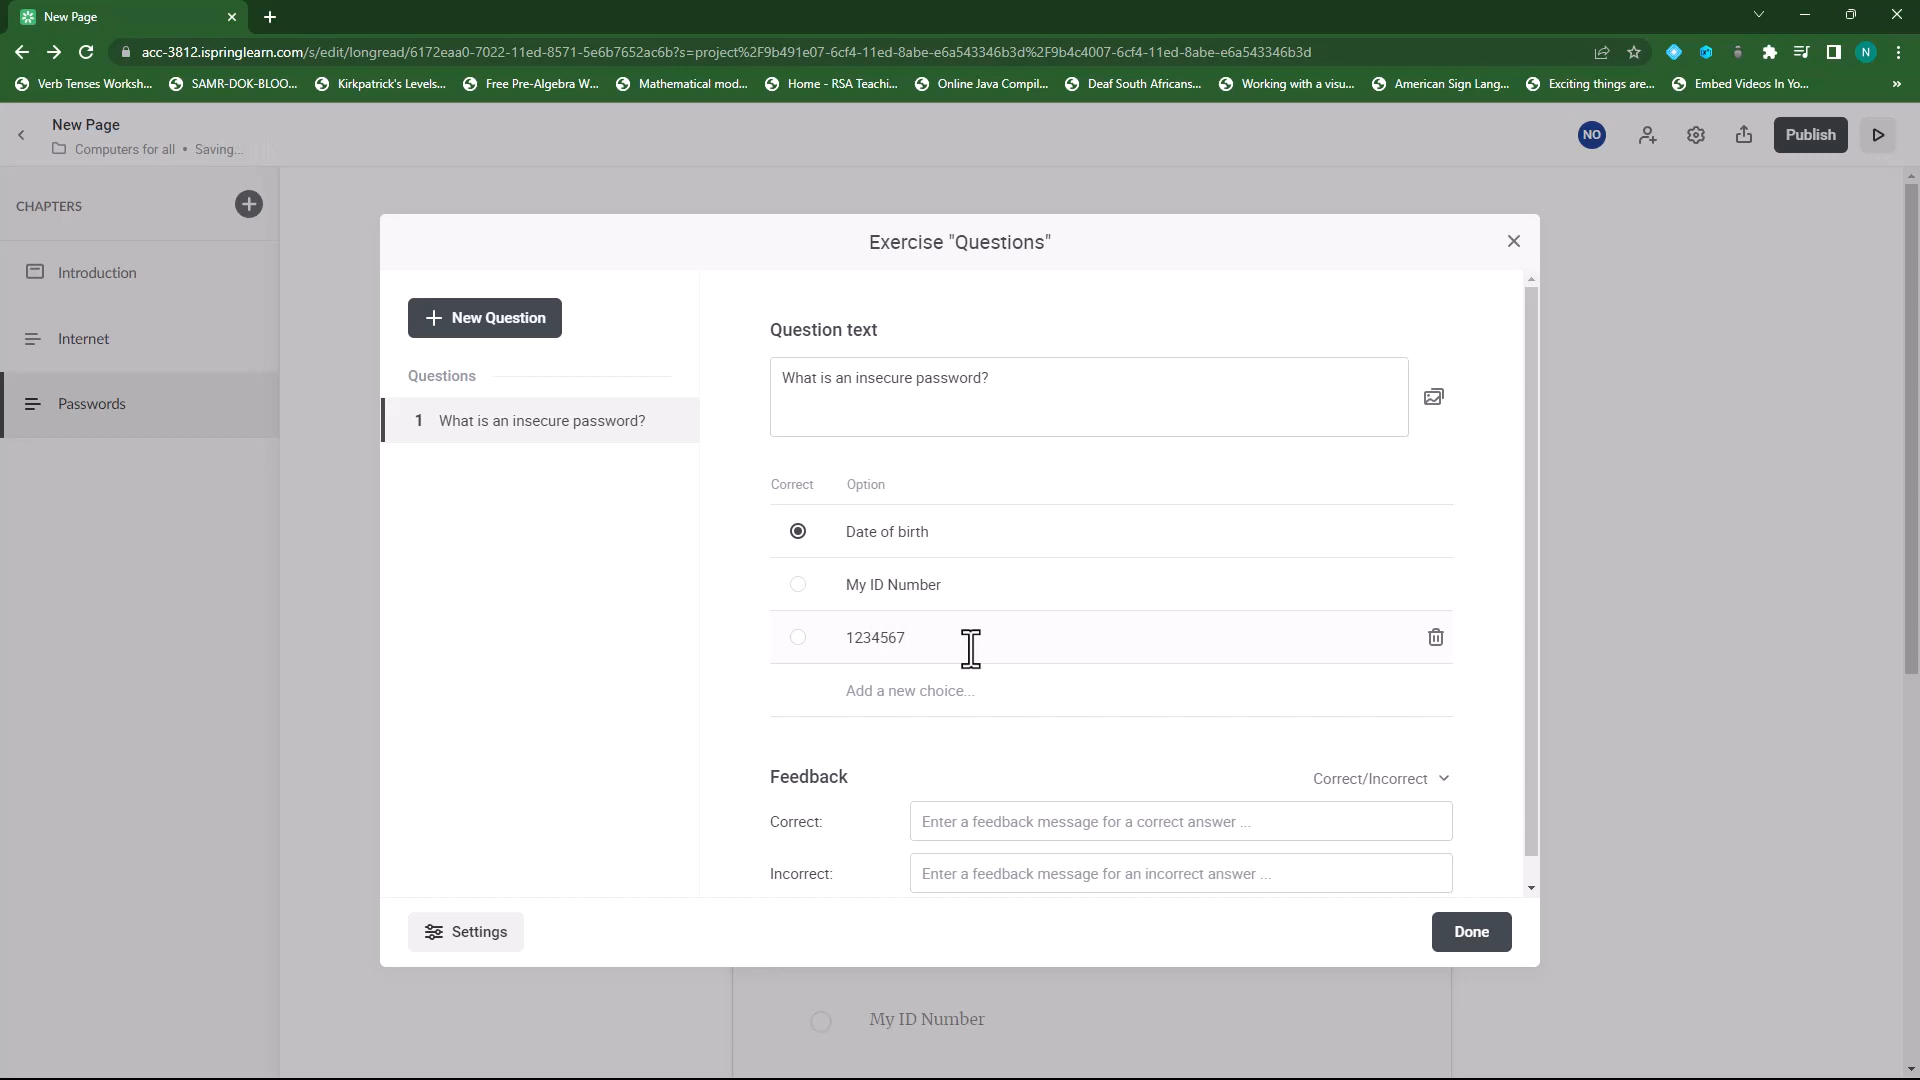 New Page
acc-3812.ispringlearn.com/s/edit/longread/6172eaa0-7022-11ed-8571-5e6b7652ac6b?s=project%2F9b491e07-6cf4-11ed-8abe-e6a543346b3d%2F9b4c4007-6cf4-11ed-8abe-e6a543346b3d
N
Verb Tenses Worksh... SAMR-DOK-BLOO... Kirkpatrick's Levels... Free Pre-Algebra W... Mathematical mod... Home - RSA Teachi... Online Java Compil... Deaf South Africans... Working with a visu... American Sign Lang... Exciting things are... Embed Videos In Yo... »
New Page
Computers for all • Saving...
NO
Publish
CHAPTERS
Introduction
Internet
Passwords
Exercise "Questions"
+ New Question
Questions
1 What is an insecure password?
Question text
What is an insecure password?
Correct Option
Date of birth
My ID Number
1234567
Add a new choice...
Feedback
Correct/Incorrect
Correct: Enter a feedback message for a correct answer ...
Incorrect: Enter a feedback message for an incorrect answer ...
Settings
Done
My ID Number